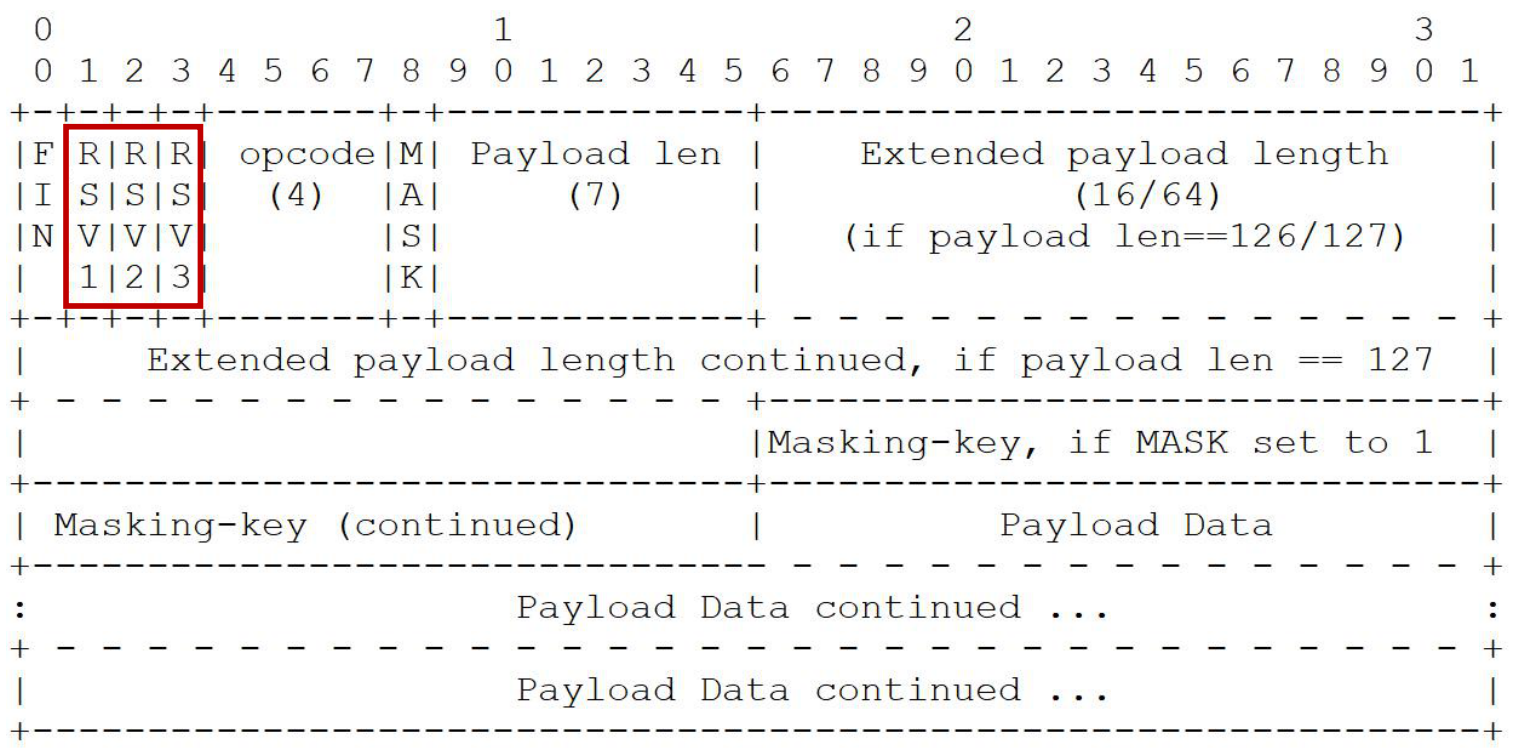 0                   1                   2                   3
 0 1 2 3 4 5 6 7 8 9 0 1 2 3 4 5 6 7 8 9 0 1 2 3 4 5 6 7 8 9 0 1
+-+-+-+-+-------+-+-------------+-------------------------------+
|F|R|R|R| opcode|M| Payload len |    Extended payload length    |
|I|S|S|S|  (4)  |A|     (7)     |             (16/64)           |
|N|V|V|V|       |S|             |   (if payload len==126/127)   |
| |1|2|3|       |K|             |                               |
+-+-+-+-+-------+-+-------------+ - - - - - - - - - - - - - - - +
|     Extended payload length continued, if payload len == 127  |
+ - - - - - - - - - - - - - - - +-------------------------------+
|                               |Masking-key, if MASK set to 1  |
+-------------------------------+-------------------------------+
| Masking-key (continued)       |          Payload Data         |
+-------------------------------- - - - - - - - - - - - - - - - +
:                     Payload Data continued ...                :
+ - - - - - - - - - - - - - - - - - - - - - - - - - - - - - - - +
|                     Payload Data continued ...                |
+---------------------------------------------------------------+